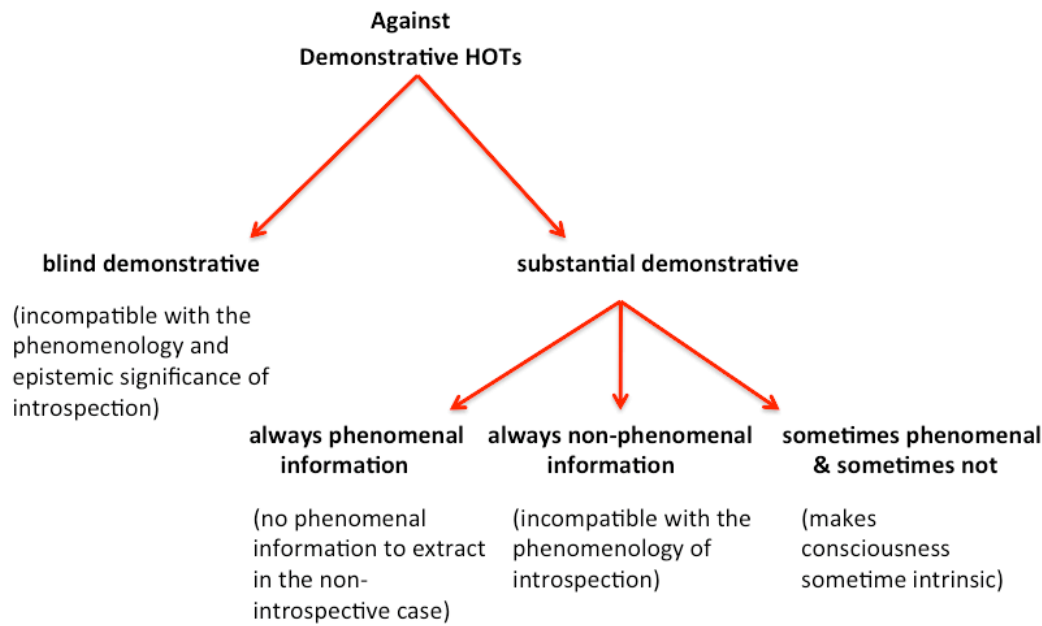 Against
Demonstrative HOTs
blind demonstrative
(incompatible with the
phenomenology and
epistemic significance of
introspection)
substantial demonstrative
always phenomenal
information
(no phenomenal
information to extract
in the non-
introspective case)
always non-phenomenal
information
(incompatible with the
phenomenology of
introspection)
sometimes phenomenal
& sometimes not
(makes
consciousness
sometime intrinsic)